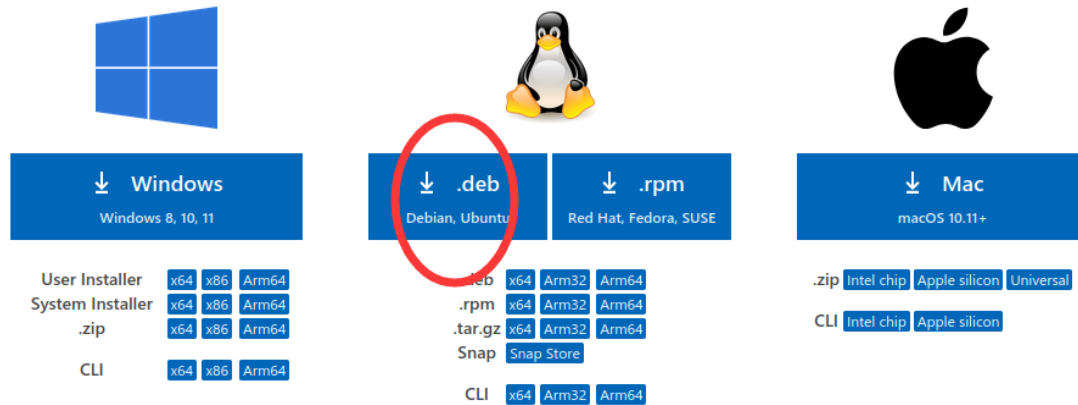 Windows
Windows 8, 10, 11
User Installer x64 x86 Arm64
System Installer x64 x86 Arm64
.zip x64 x86 Arm64
CLI x64 x86 Arm64
.deb
Debian, Ubuntu
.rpm
Red Hat, Fedora, SUSE
.deb x64 Arm32 Arm64
.rpm x64 Arm32 Arm64
.tar.gz x64 Arm32 Arm64
Snap Snap Store
CLI x64 Arm32 Arm64
Mac
macOS 10.11+
.zip Intel chip Apple silicon Universal
CLI Intel chip Apple silicon